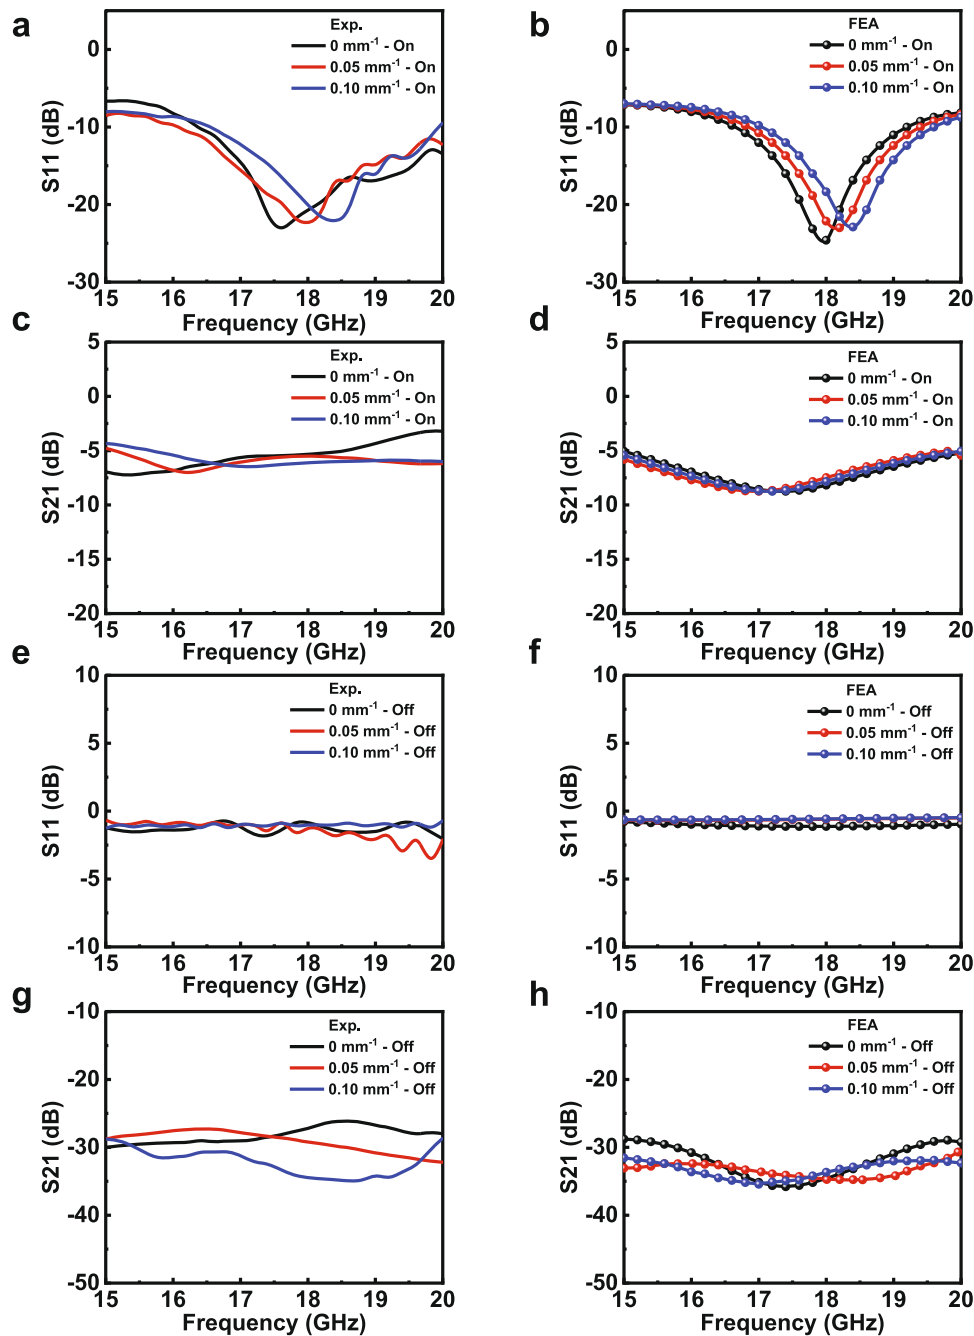 a
Exp.
0 mm⁻¹ - On
0.05 mm⁻¹ - On
0.10 mm⁻¹ - On
S11 (dB)
0
-10
-20
-30
15 16 17 18 19 20
Frequency (GHz)
b
FEA
0 mm⁻¹ - On
0.05 mm⁻¹ - On
0.10 mm⁻¹ - On
S11 (dB)
0
-10
-20
-30
15 16 17 18 19 20
Frequency (GHz)
c
Exp.
0 mm⁻¹ - On
0.05 mm⁻¹ - On
0.10 mm⁻¹ - On
S21 (dB)
5
0
-5
-10
-15
-20
15 16 17 18 19 20
Frequency (GHz)
d
FEA
0 mm⁻¹ - On
0.05 mm⁻¹ - On
0.10 mm⁻¹ - On
S21 (dB)
5
0
-5
-10
-15
-20
15 16 17 18 19 20
Frequency (GHz)
e
Exp.
0 mm⁻¹ - Off
0.05 mm⁻¹ - Off
0.10 mm⁻¹ - Off
S11 (dB)
10
5
0
-5
-10
15 16 17 18 19 20
Frequency (GHz)
f
FEA
0 mm⁻¹ - Off
0.05 mm⁻¹ - Off
0.10 mm⁻¹ - Off
S11 (dB)
10
5
0
-5
-10
15 16 17 18 19 20
Frequency (GHz)
g
Exp.
0 mm⁻¹ - Off
0.05 mm⁻¹ - Off
0.10 mm⁻¹ - Off
S21 (dB)
-10
-20
-30
-40
-50
15 16 17 18 19 20
Frequency (GHz)
h
FEA
0 mm⁻¹ - Off
0.05 mm⁻¹ - Off
0.10 mm⁻¹ - Off
S21 (dB)
-10
-20
-30
-40
-50
15 16 17 18 19 20
Frequency (GHz)